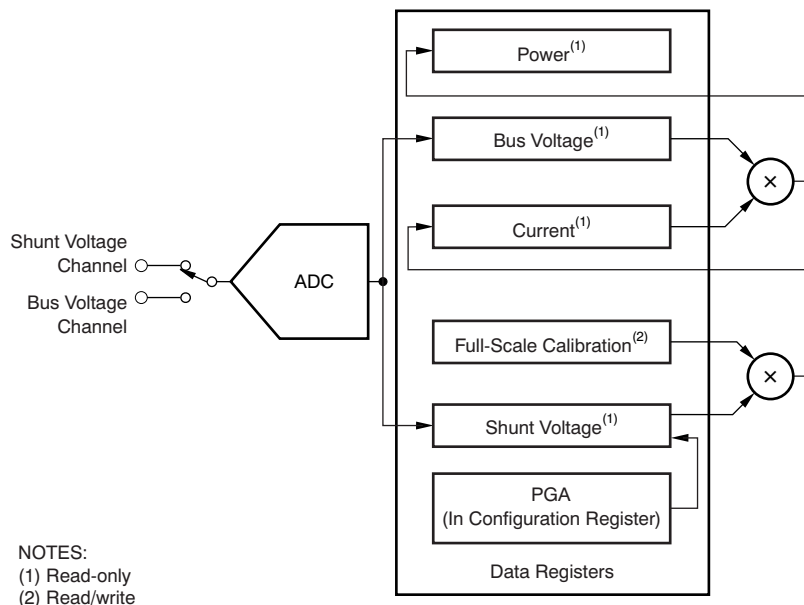 Power(1)
Bus Voltage(1)
×
Current(1)
Shunt Voltage
Channel
ADC
Bus Voltage
Channel
Full-Scale Calibration(2)
×
Shunt Voltage(1)
PGA
(In Configuration Register)
Data Registers
NOTES:
(1) Read-only
(2) Read/write